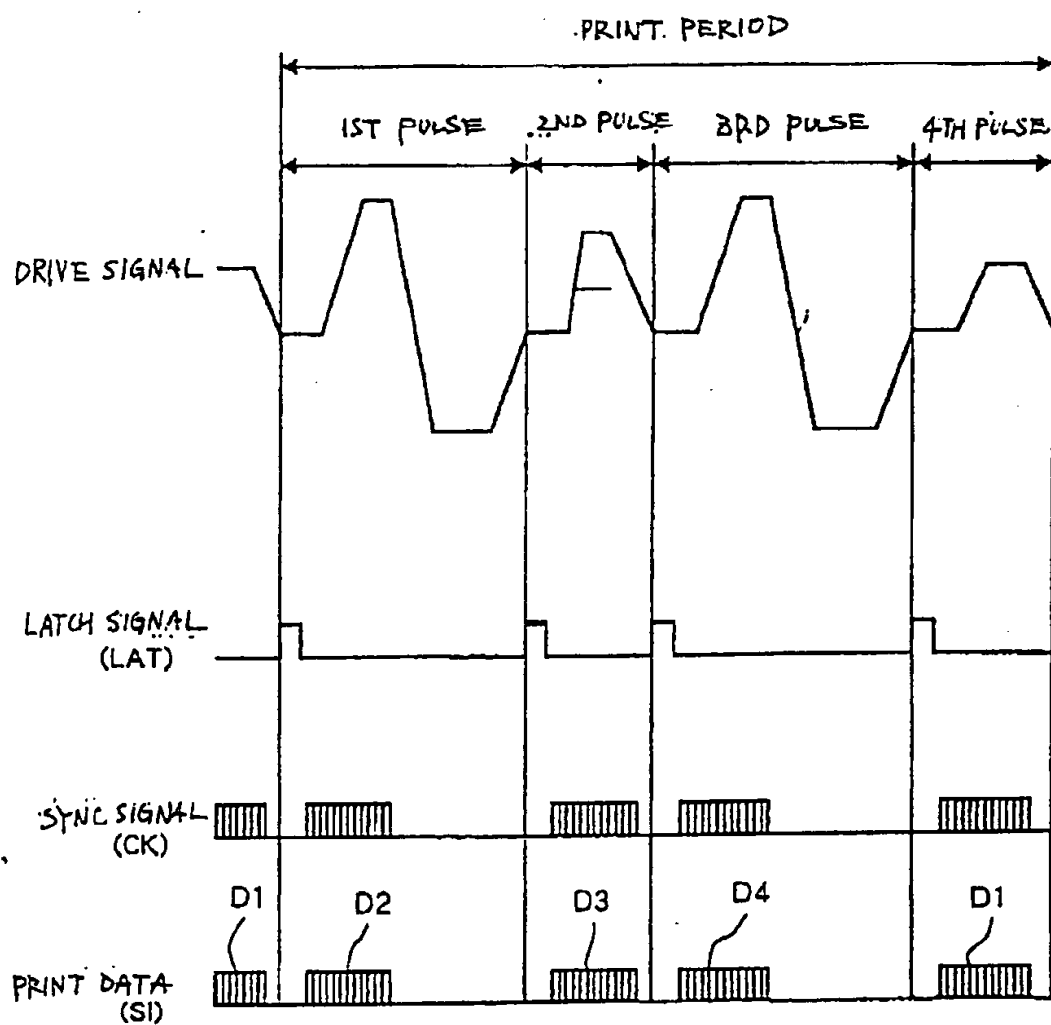 PRINT PERIOD
1ST PULSE
2ND PULSE
3RD PULSE
4TH PULSE
DRIVE SIGNAL
LATCH SIGNAL
(LAT)
SYNC SIGNAL
(CK)
D1
D2
D3
D4
D1
PRINT DATA
(SI)